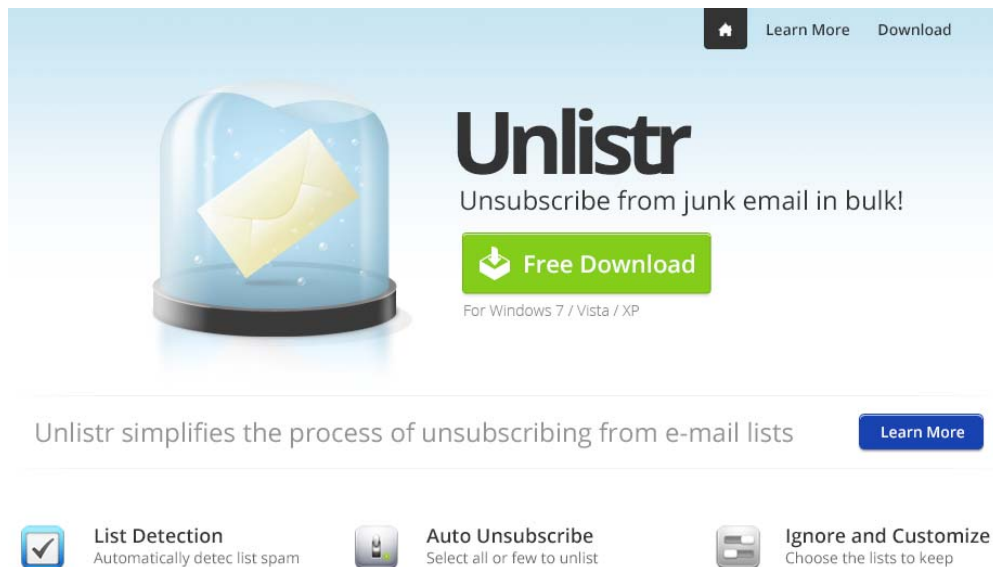 Learn More Download
Unlistr
Unsubscribe from junk email in bulk!
Free Download
For Windows 7 / Vista / XP
Unlistr simplifies the process of unsubscribing from e-mail lists
Learn More
List Detection
Automatically detec list spam
Auto Unsubscribe
Select all or few to unlist
Ignore and Customize
Choose the lists to keep